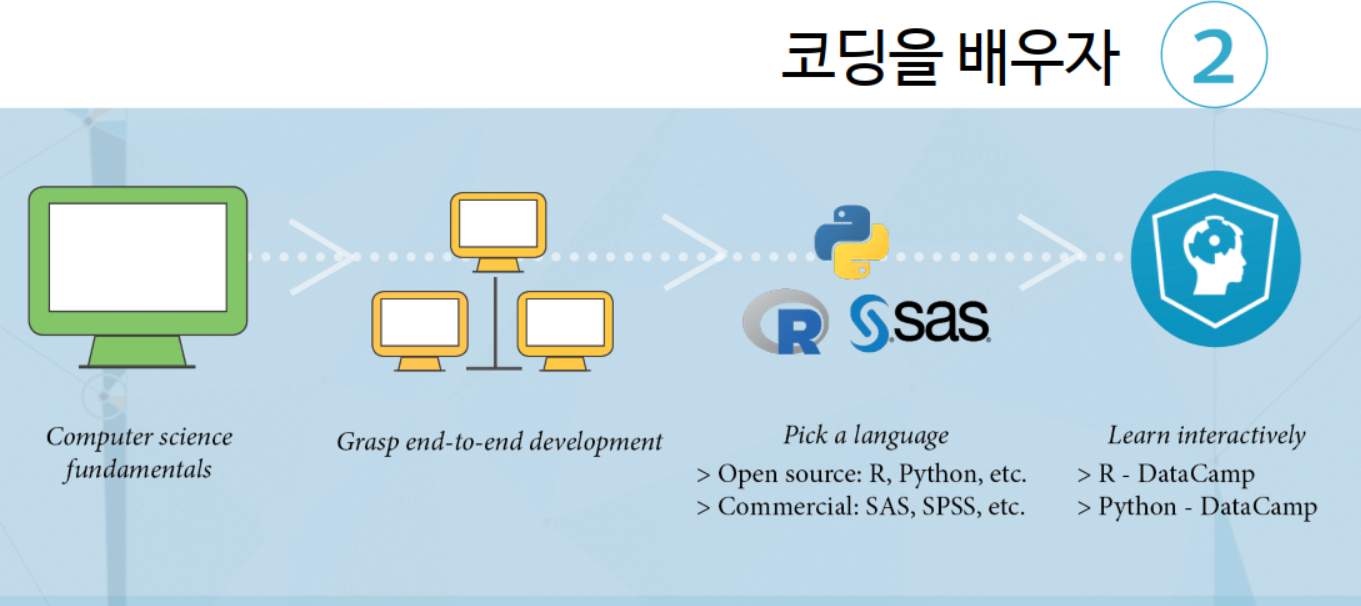 코딩을 배우자 2
R
S.sas.
Computer science
fundamentals
Grasp end-to-end development
Pick a language
> Open source: R, Python, etc.
> Commercial: SAS, SPSS, etc.
Learn interactively
> R - DataCamp
> Python - DataCamp